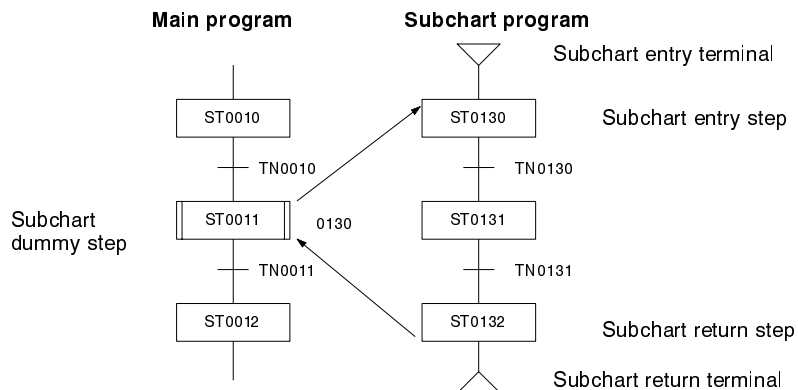 Main program
Subchart program
Subchart entry terminal
ST0010
ST0130
Subchart entry step
TN0010
TN0130
Subchart
dummy step
ST0011
0130
ST0131
TN0011
TN0131
ST0012
ST0132
Subchart return step
Subchart return terminal